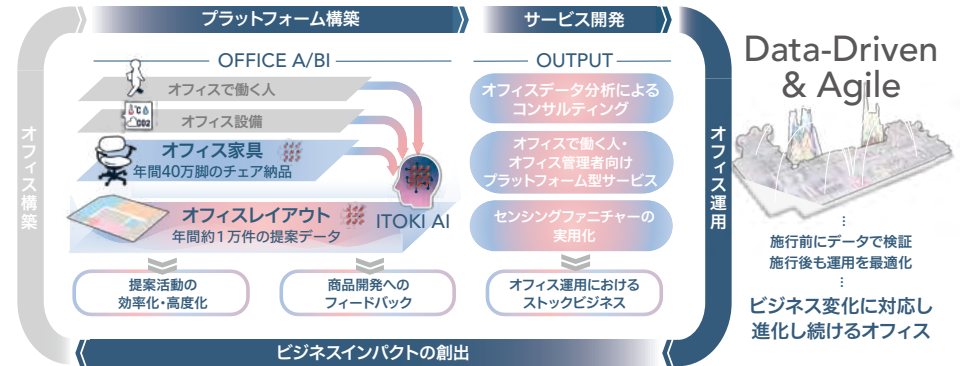 プラットフォーム構築
サービス開発
オフィス構築
OFFICE A/BI
オフィスで働く人
オフィス設備
℃
CO2
オフィス家具
年間40万脚のチェア納品
オフィスレイアウト
年間約1万件の提案データ
ITOKI AI
提案活動の
効率化・高度化
商品開発への
フィードバック
OUTPUT
オフィスデータ分析による
コンサルティング
オフィスで働く人・
オフィス管理者向け
プラットフォーム型サービス
センシングファニチャーの
実用化
オフィス運用における
ストックビジネス
オフィス運用
ビジネスインパクトの創出
Data-Driven
& Agile
施行前にデータで検証
施行後も運用を最適化
ビジネス変化に対応し
進化し続けるオフィス